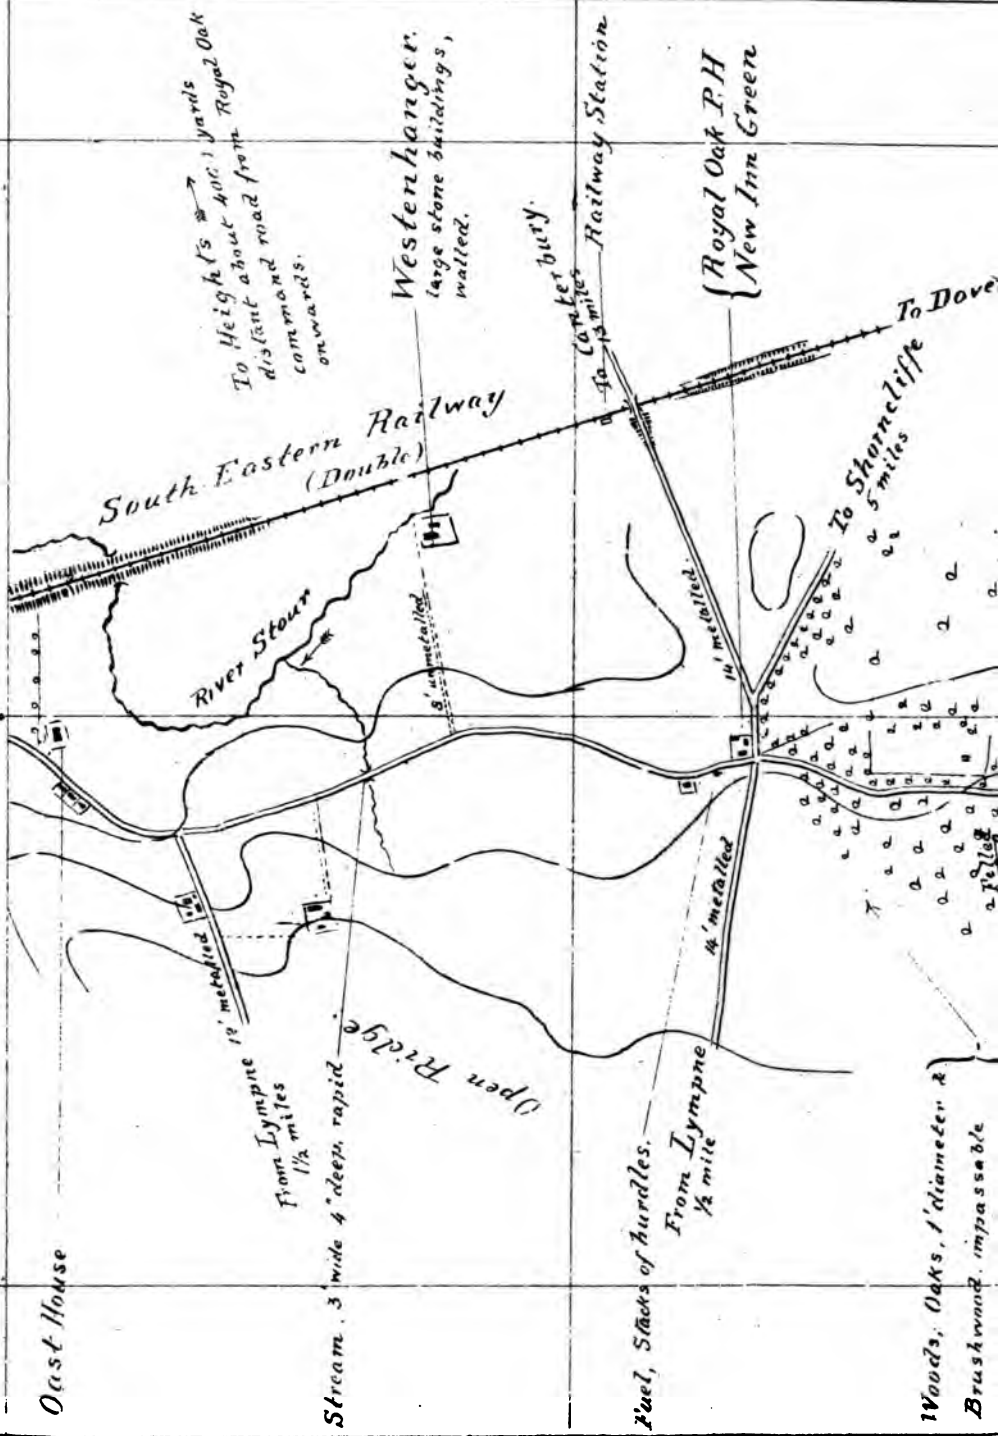 To Heights
To Height about 400 yards
distant about from Royal Oak
command road
onwards.
Westenhanger.
large stone buildings,
walled.
South Eastern Railway
(Double)
River Stour
8' unmetalled
Canterbury.
To 13 miles
Railway Station
{Royal Oak P.H
New Inn Green
To Dover
To Shorncliffe
5 miles
14' metalled.
14' metalled
12' metalled
From Lympne
1½ miles
Open Ridge
From Lympne
½ mile
Felled
Oast House
Stream. 3' wide 4" deep, rapid
Fuel, Stacks of hurdles.
Woods; Oaks, 1' diameter &
Brushwood. impassable